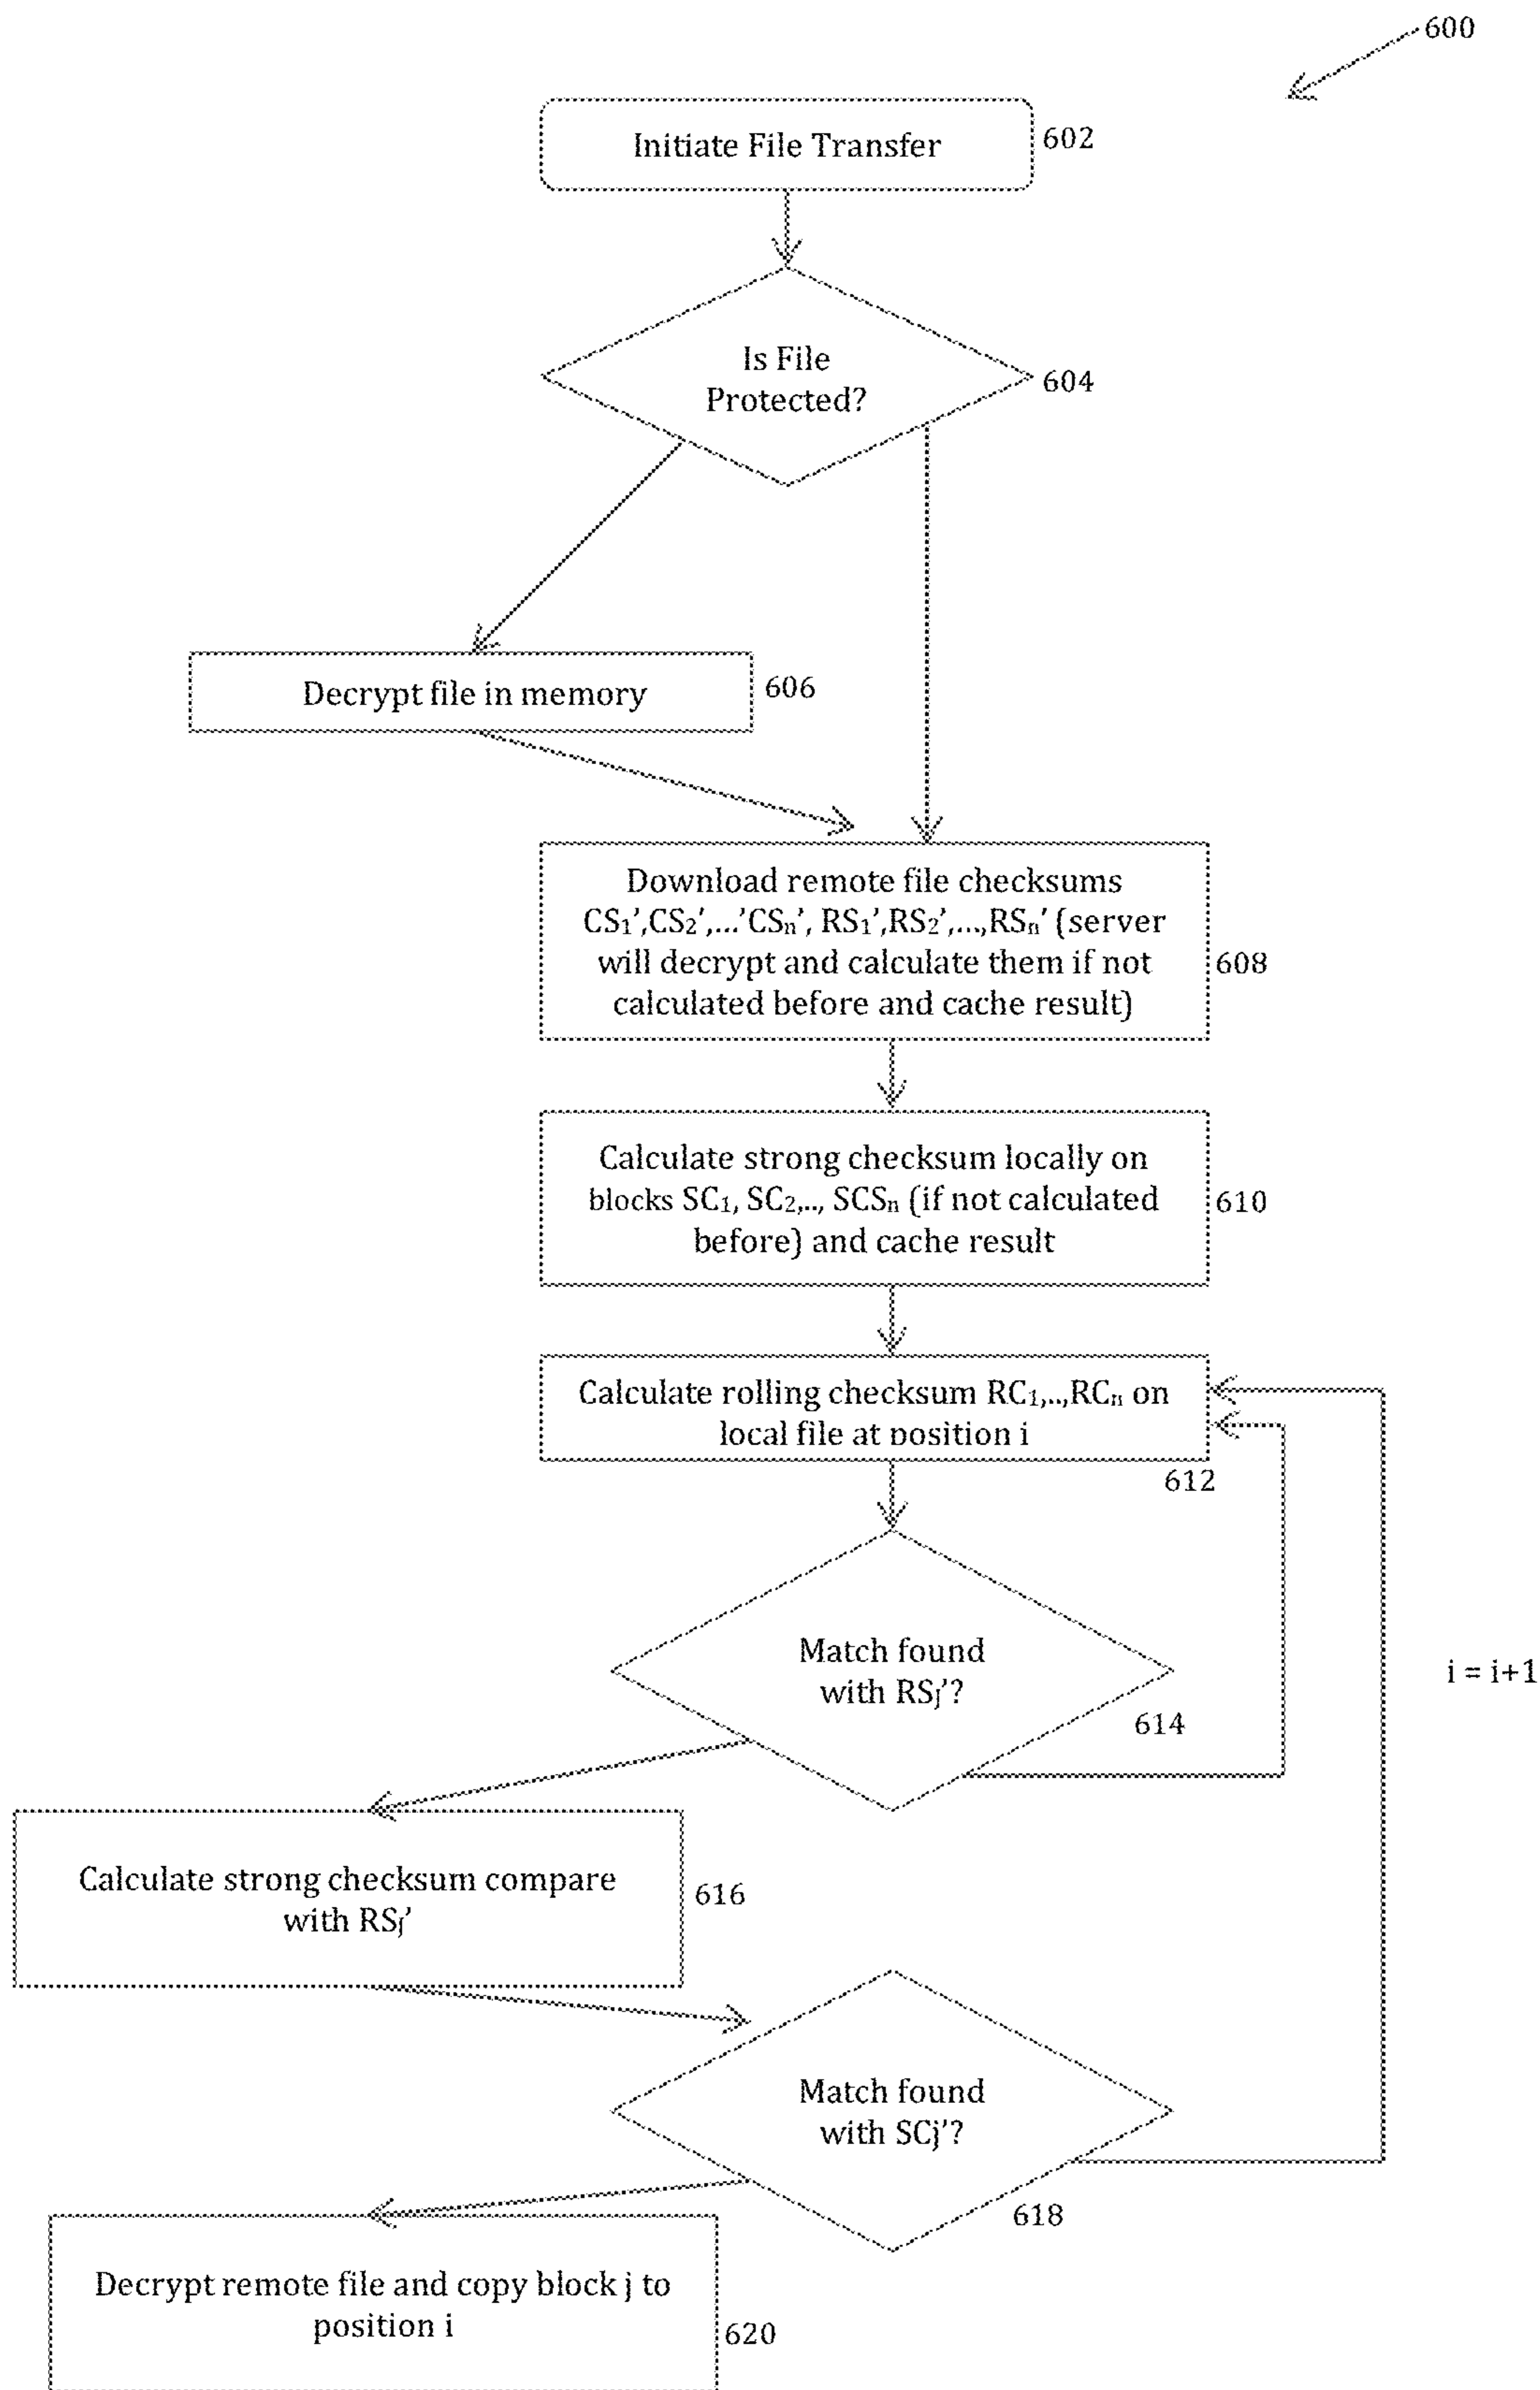 600
Initiate File Transfer
602
Is File
Protected?
604
Decrypt file in memory
606
Download remote file checksums
CS₁’,CS₂’,...’CSₙ’, RS₁’,RS₂’,...,RSₙ’ (server
will decrypt and calculate them if not
calculated before and cache result)
608
Calculate strong checksum locally on
blocks SC₁, SC₂,.., SCSₙ (if not calculated
before) and cache result
610
Calculate rolling checksum RC₁,..,RCₙ on
local file at position i
612
Match found
with RSⱼ’?
614
i = i+1
Calculate strong checksum compare
with RSⱼ’
616
Match found
with SCj’?
618
Decrypt remote file and copy block j to
position i
620